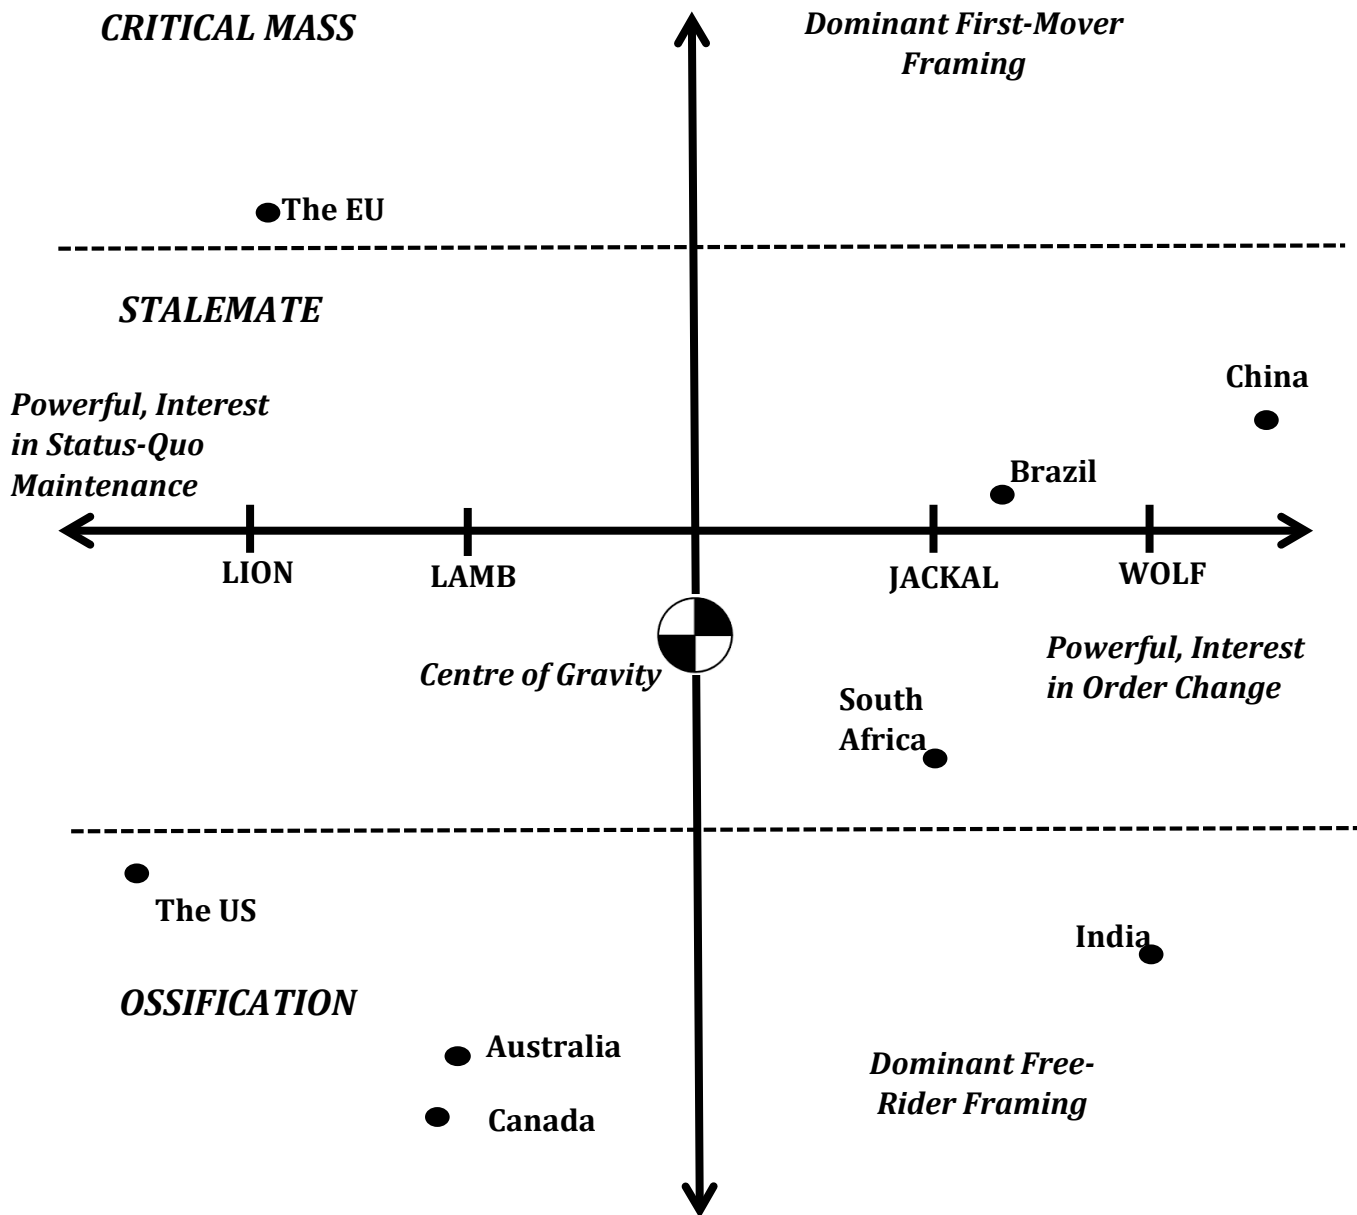 CRITICAL MASS
Dominant First-Mover
Framing
The EU
STALEMATE
China
Powerful, Interest
in Status-Quo
Maintenance
Brazil
LION
LAMB
JACKAL
WOLF
Centre of Gravity
Powerful, Interest
in Order Change
South
Africa
The US
India
OSSIFICATION
Australia
Dominant Free-
Rider Framing
Canada